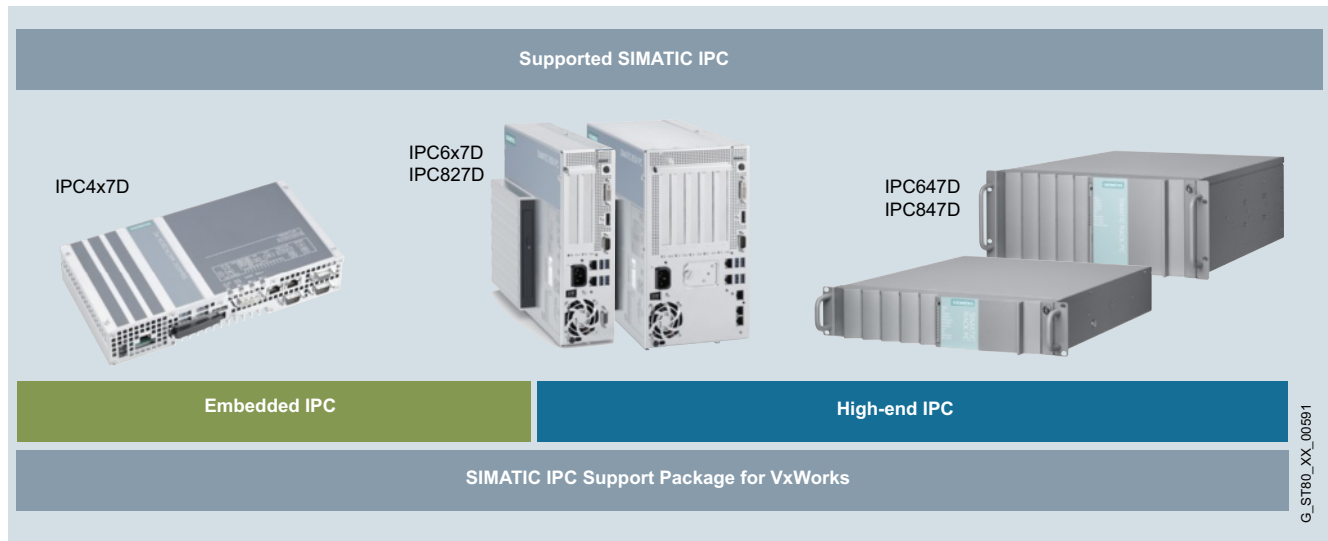 Supported SIMATIC IPC
IPC4x7D
IPC6x7D
IPC827D
IPC647D
IPC847D
Embedded IPC
High-end IPC
SIMATIC IPC Support Package for VxWorks
G_ST80_XX_00591